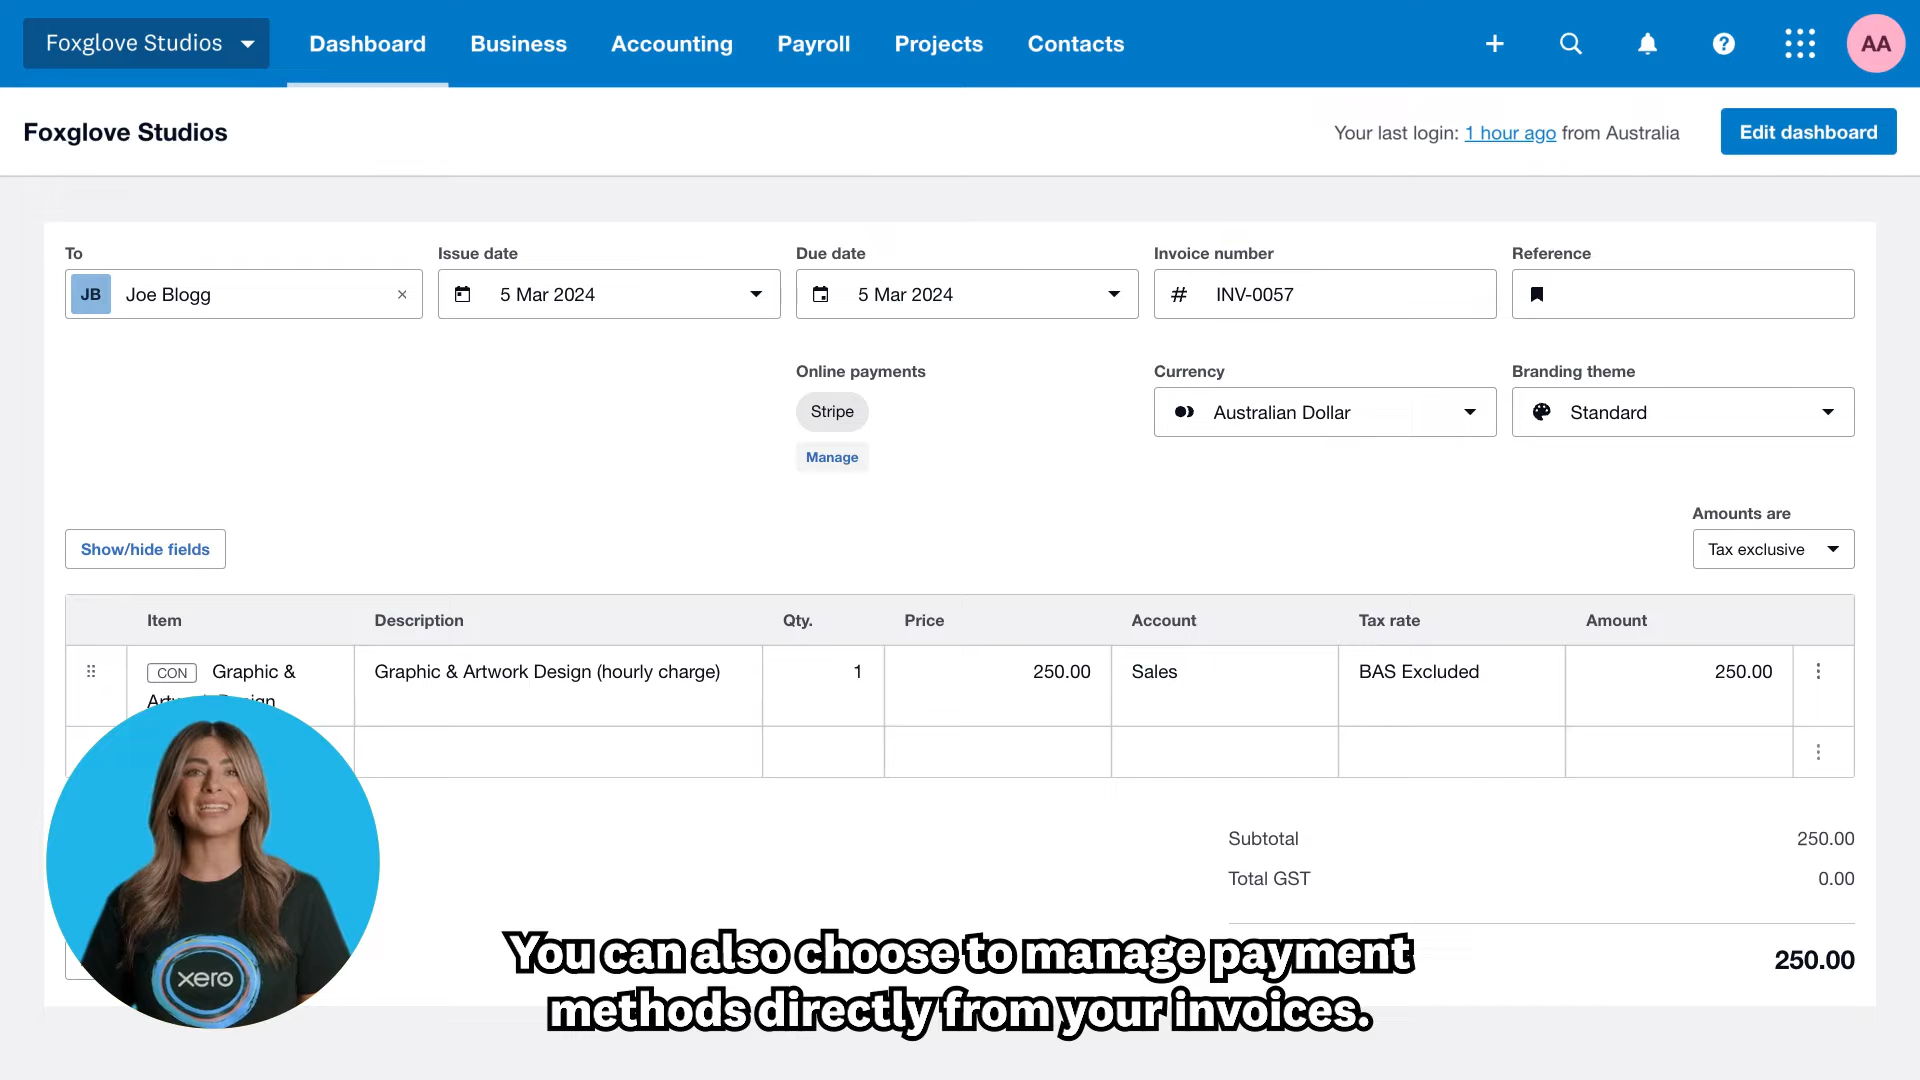 Foxglove Studios Dashboard Business Accounting Payroll Projects Contacts ? AA
Foxglove Studios Your last login: 1 hour ago from Australia Edit dashboard
To Issue date Due date Invoice number Reference
JB Joe Blogg × 5 Mar 2024 5 Mar 2024 # INV-0057
Online payments Currency Branding theme
Stripe Australian Dollar Standard
Manage
Amounts are
Show/hide fields Tax exclusive
Item Description Qty. Price Account Tax rate Amount
CON Graphic & Graphic & Artwork Design (hourly charge) 1 250.00 Sales BAS Excluded 250.00
Subtotal 250.00
Total GST 0.00
250.00
xero
You can also choose to manage payment
methods directly from your invoices.